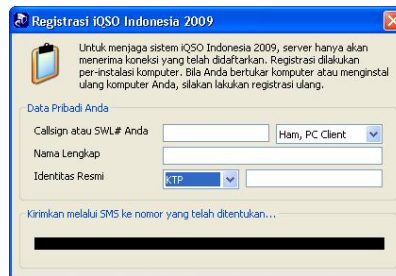 Registrasi iQSO Indonesia 2009
Untuk menjaga sistem iQSO Indonesia 2009, server hanya akan
menerima koneksi yang telah didaftarkan. Registrasi dilakukan
per-instalasi komputer. Bila Anda bertukar komputer atau menginstal
ulang komputer Anda, silakan lakukan registrasi ulang.
Data Pribadi Anda
Callsign atau SWL# Anda Ham, PC Client
Nama Lengkap
Identitas Resmi KTP
Kirimkan melalui SMS ke nomor yang telah ditentukan...